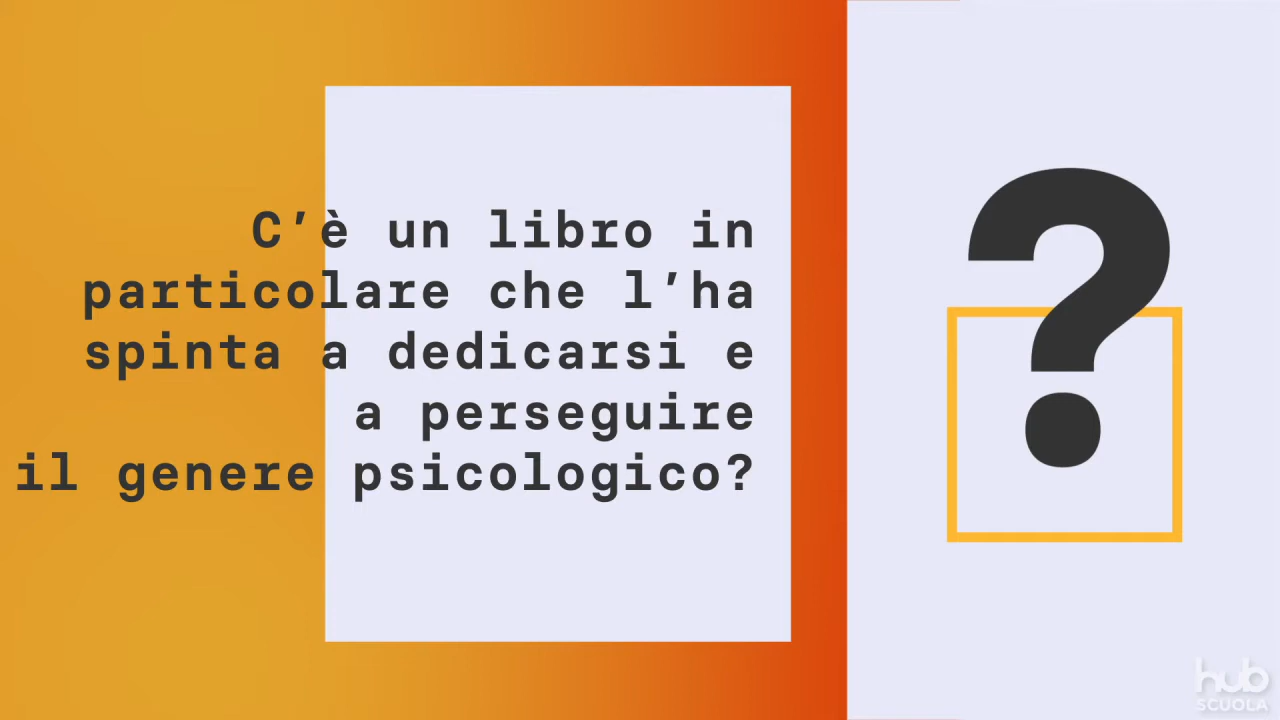 C’è un libro in
particolare che l’ha
spinta a dedicarsi e
a perseguire
il genere psicologico?
?
hub
SCUOLA